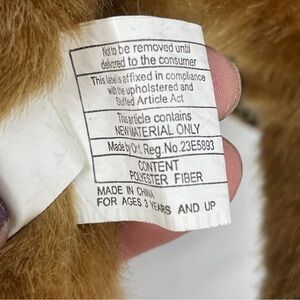 Not to be removed until
delivered to the consumer
This label is affixed in compliance
with the upholstered and
Stuffed Article Act
This article contains
NEW MATERIAL ONLY
Made by Ont. Reg. No. 23E5893
CONTENT
POLYESTER FIBER
MADE IN CHINA
FOR AGES 3 YEARS AND UP